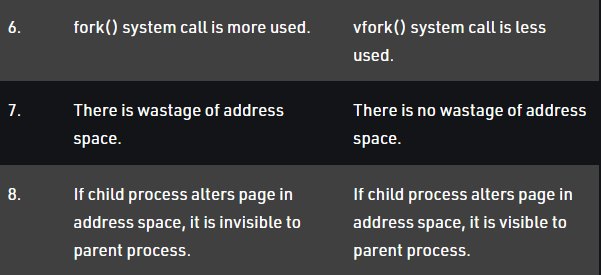 6. fork() system call is more used. vfork() system call is less
used.
7. There is wastage of address There is no wastage of address
space. space.
8. If child process alters page in If child process alters page in
address space, it is invisible to address space, it is visible to
parent process. parent process.